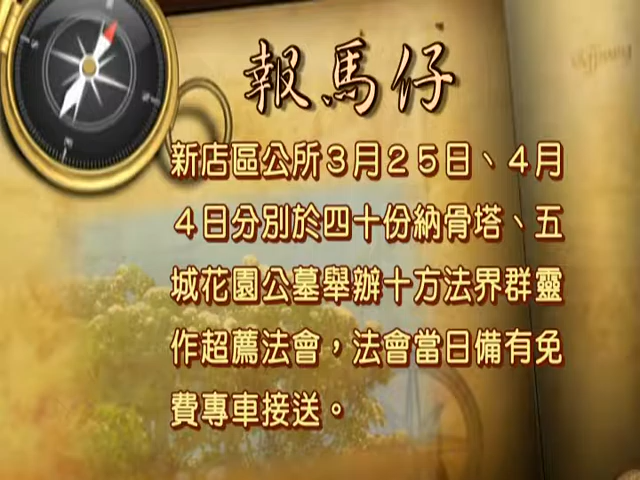 報馬仔
新店區公所３月２５日、４月
４日分別於四十份納骨塔、五
城花園公墓舉辦十方法界群靈
作超薦法會，法會當日備有免
費專車接送。